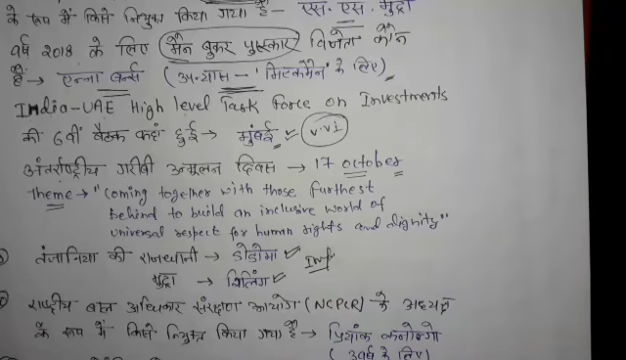 के रूप में किसे नियुक्त किया गया है - एस. एस. मुंद्रा
वर्ष 2018 के लिए मैन बुकर पुरस्कार विजेता कौन
है → एन्ना बर्न्स ( उपन्यास - 'मिल्कमैन' के लिए)
India-UAE High level Task force on Investments
की 6वीं बैठक कहां हुई → मुंबई V.V.I
अंतर्राष्ट्रीय गरीबी उन्मूलन दिवस → 17 october
Theme → "Coming together with those furthest
behind to build an inclusive world of
universal respect for human rights and dignity"
तंजानिया की राजधानी → डोडोमा Imp
मुद्रा → शिलिंग
राष्ट्रीय बाल अधिकार संरक्षण आयोग (NCPCR) के अध्यक्ष
के रूप में किसे नियुक्त किया गया है → प्रियांक कानूनगो
( 3 वर्ष के लिए)